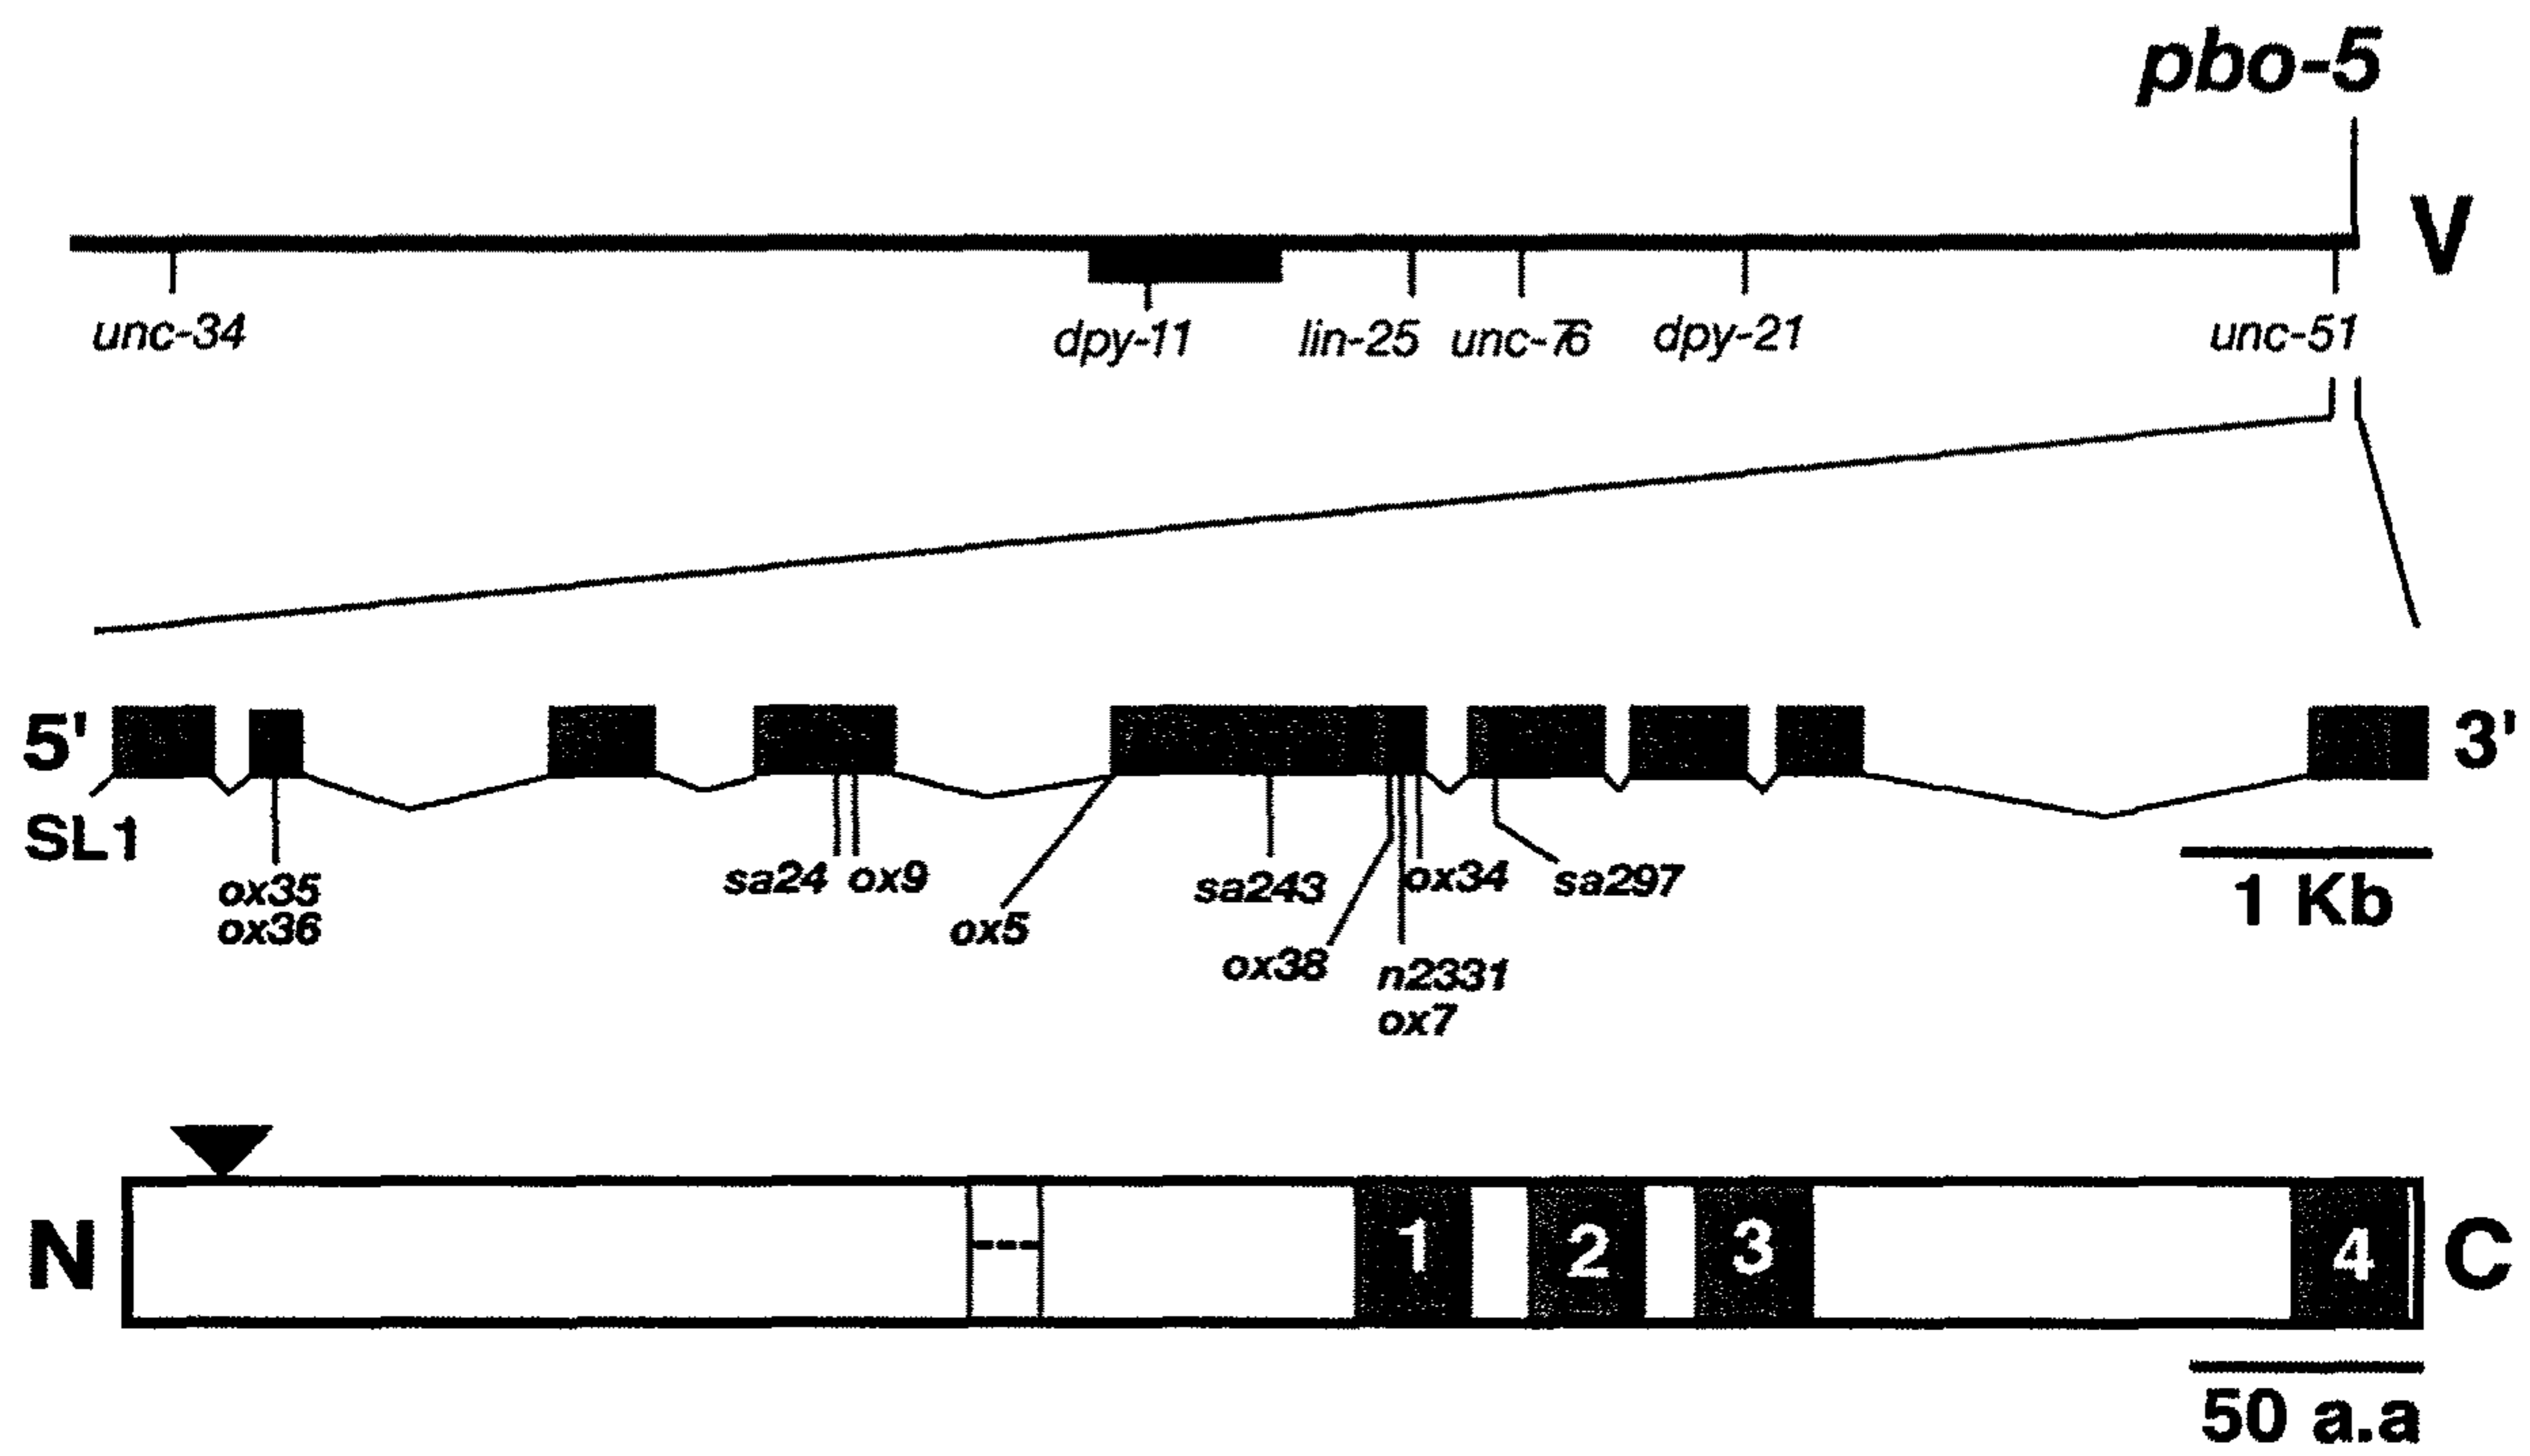 pbo-5
V
unc-34
dpy-11
lin-25
unc-76
dpy-21
unc-51
5'
3'
SL1
ox35
ox36
sa24
ox9
ox5
sa243
ox38
n2331
ox7
ox34
sa297
1 Kb
N
1
2
3
4
C
50 a.a